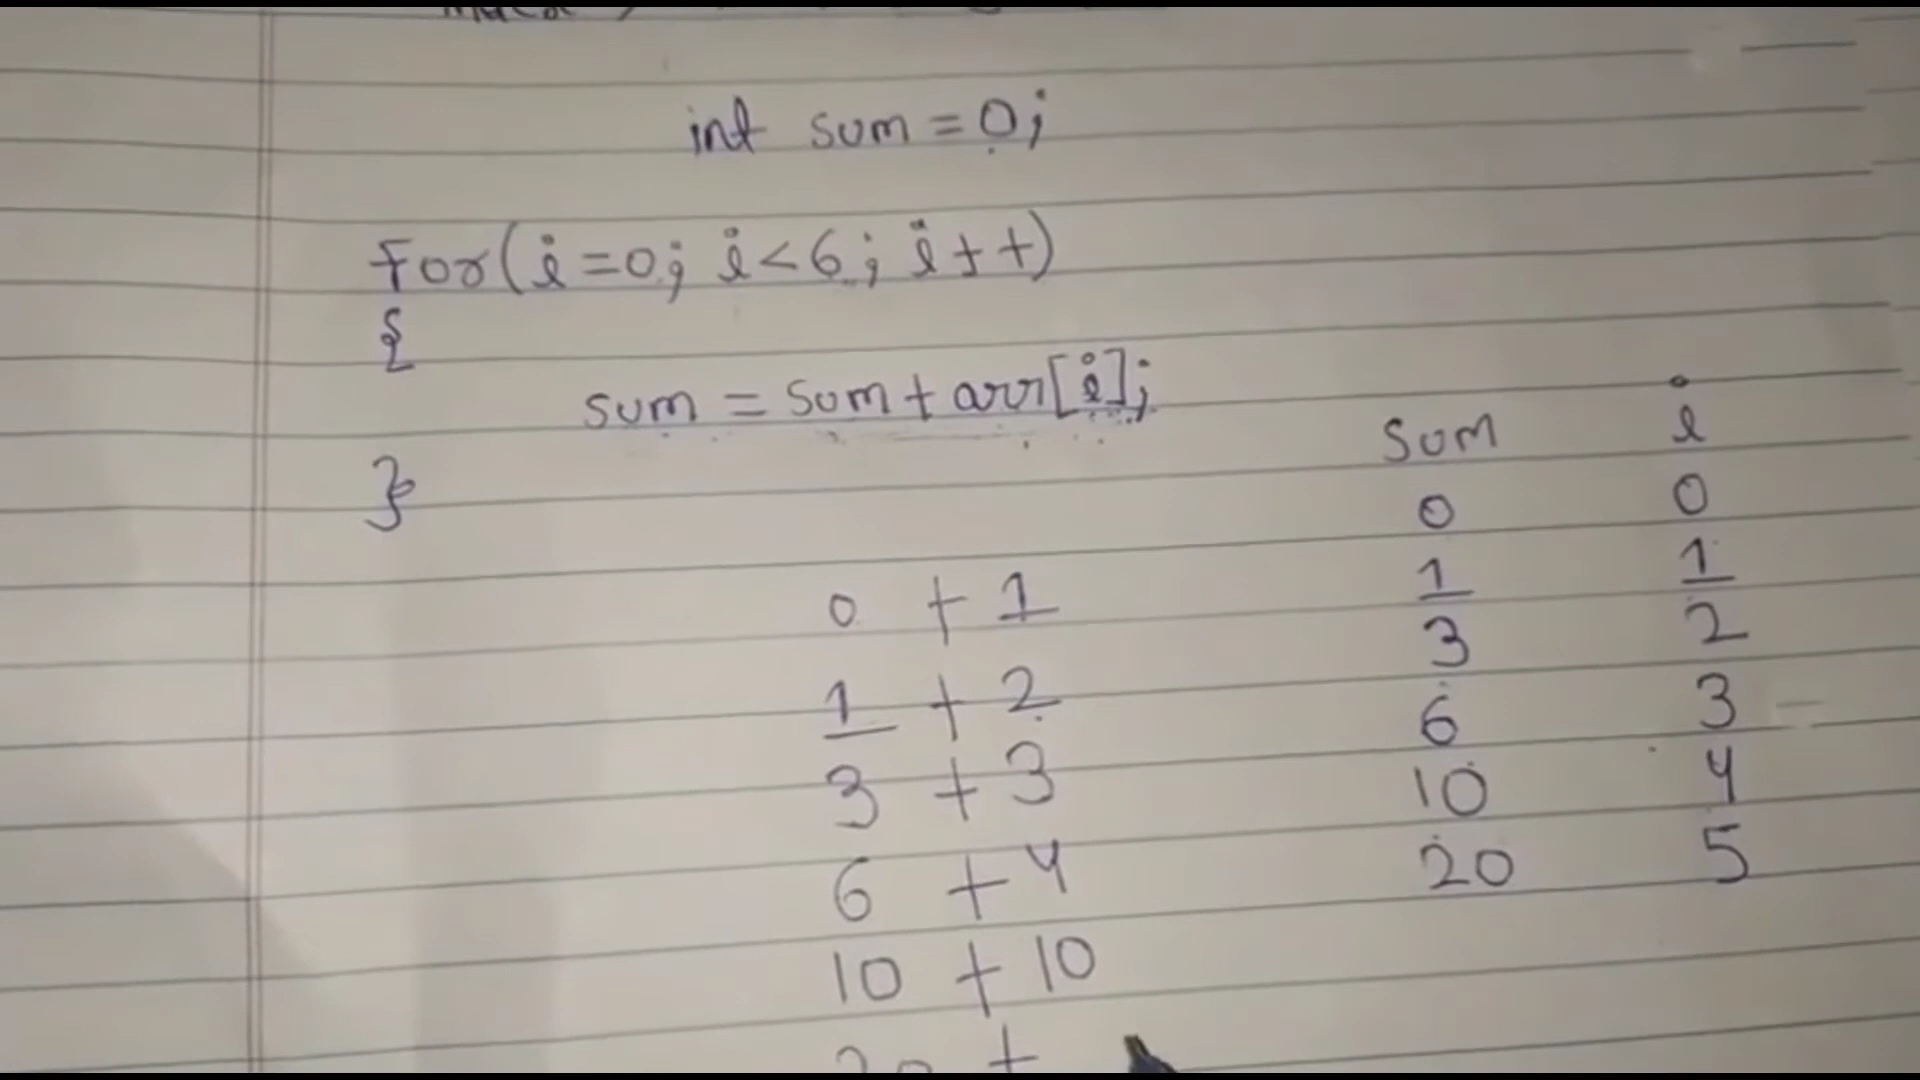 int sum = 0;
For(i=0; i<6; i++)
{
sum = sum + arr[i];
}
sum i
0 0
1 1
3 2
6 3
10 4
20 5
0 + 1
1 + 2
3 + 3
6 + 4
10 + 10
20 +